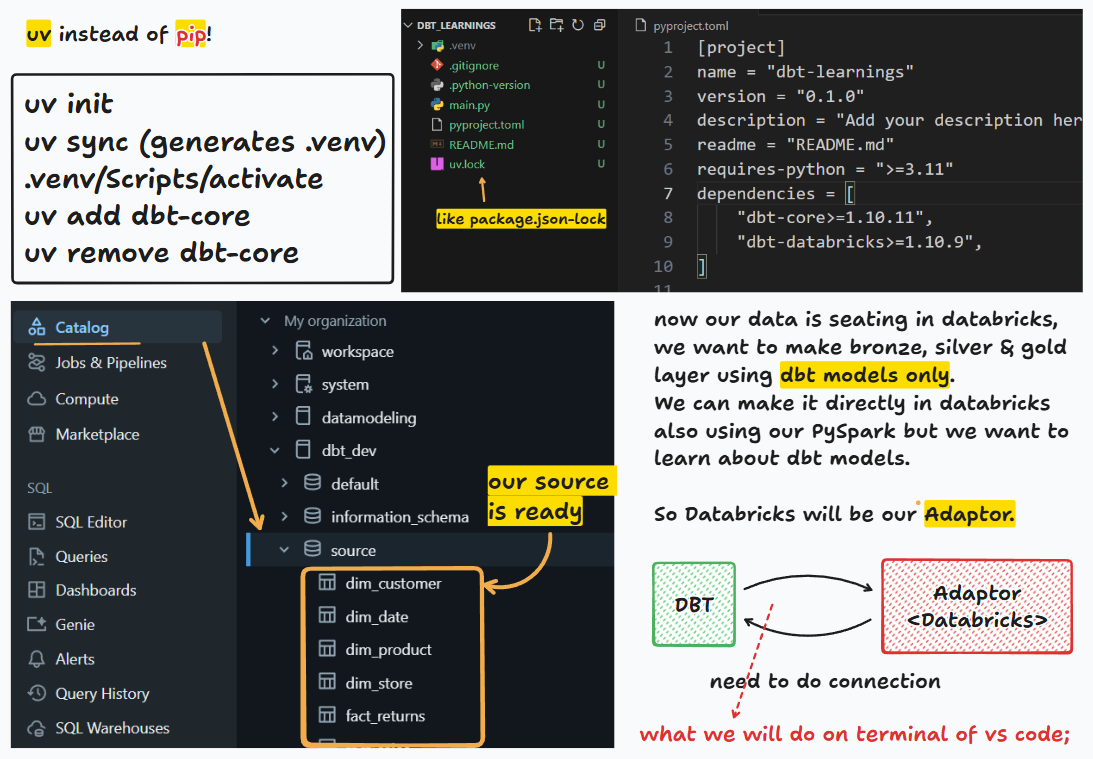 uv instead of pip!
uv init
uv sync (generates .venv)
.venv/Scripts/activate
uv add dbt-core
uv remove dbt-core
DBT_LEARNINGS
.venv
.gitignore U
.python-version U
main.py U
pyproject.toml U
README.md U
uv.lock U
like package.json-lock
pyproject.toml
1 [project]
2 name = "dbt-learnings"
3 version = "0.1.0"
4 description = "Add your description her
5 readme = "README.md"
6 requires-python = ">=3.11"
7 dependencies = [
8 "dbt-core>=1.10.11",
9 "dbt-databricks>=1.10.9",
10 ]
11
Catalog
Jobs & Pipelines
Compute
Marketplace
SQL
SQL Editor
Queries
Dashboards
Genie
Alerts
Query History
SQL Warehouses
My organization
workspace
system
datamodeling
dbt_dev
default
information_schema
source
dim_customer
dim_date
dim_product
dim_store
fact_returns
our source
is ready
now our data is seating in databricks,
we want to make bronze, silver & gold
layer using dbt models only.
We can make it directly in databricks
also using our PySpark but we want to
learn about dbt models.
So Databricks will be our Adaptor.
DBT
Adaptor
<Databricks>
need to do connection
what we will do on terminal of vs code;